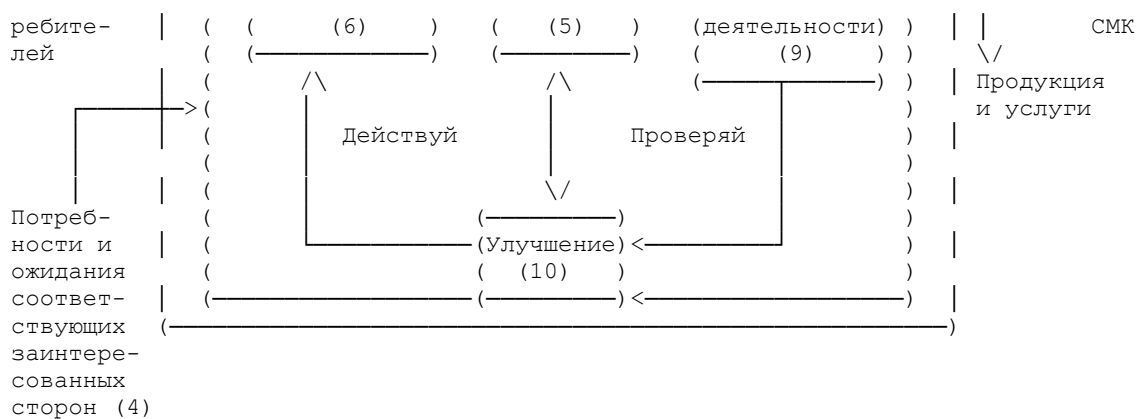 ребите- (6) (5) (деятельности) СМК
лей (9)
Продукция
и услуги
Действуй Проверяй
Потреб-
ности и (Улучшение)
ожидания (10)
соответ-
ствующих
заинтере-
сованных
сторон (4)